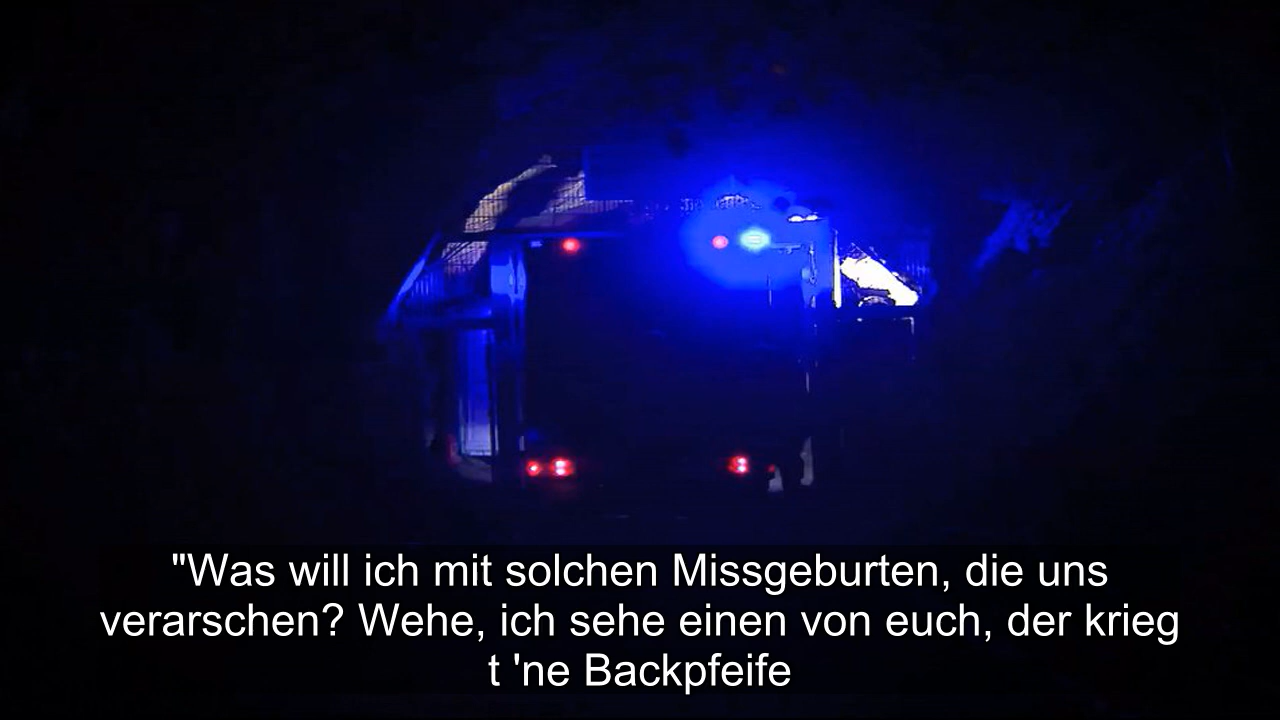 "Was will ich mit solchen Missgeburten, die uns
verarschen? Wehe, ich sehe einen von euch, der krieg
t 'ne Backpfeife